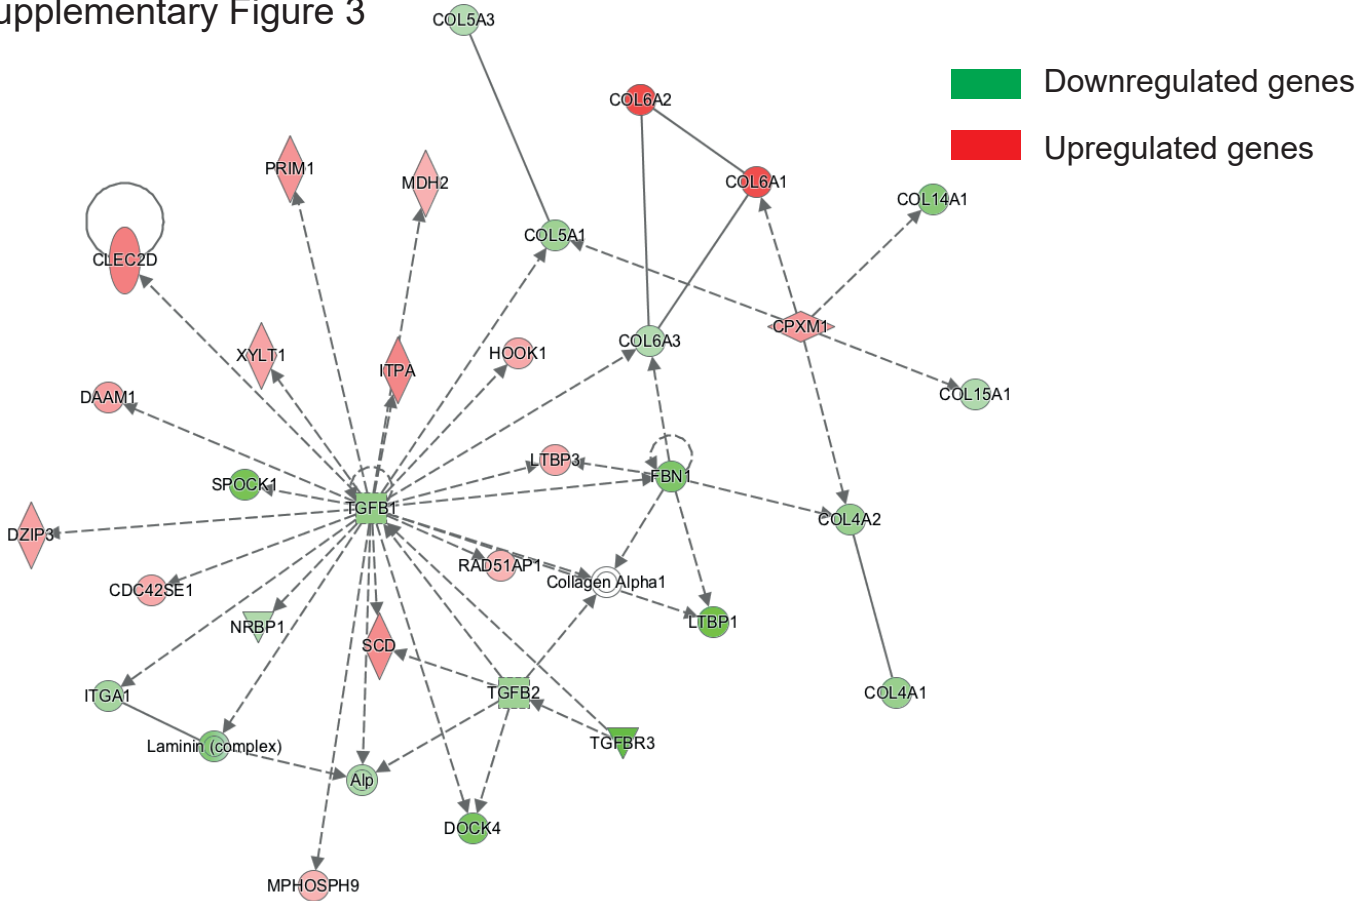 upplementary Figure 3
COL5A3
Downregulated genes
COL6A2
Upregulated genes
PRIM1
MDH2
COL6A1
COL14A1
COL5A1
CLEC2D
CPXM1
COL6A3
XYLT1
HOOK1
ITPA
DAAM1
COL15A1
LTBP3
FBN1
SPOCK1
TGFB1
COL4A2
DZIP3
RAD51AP1
Collagen Alpha1
CDC42SE1
NRBP1
LTBP1
SCD
ITGA1
TGFB2
COL4A1
Laminin (complex)
TGFBR3
Alp
DOCK4
MPHOSPH9